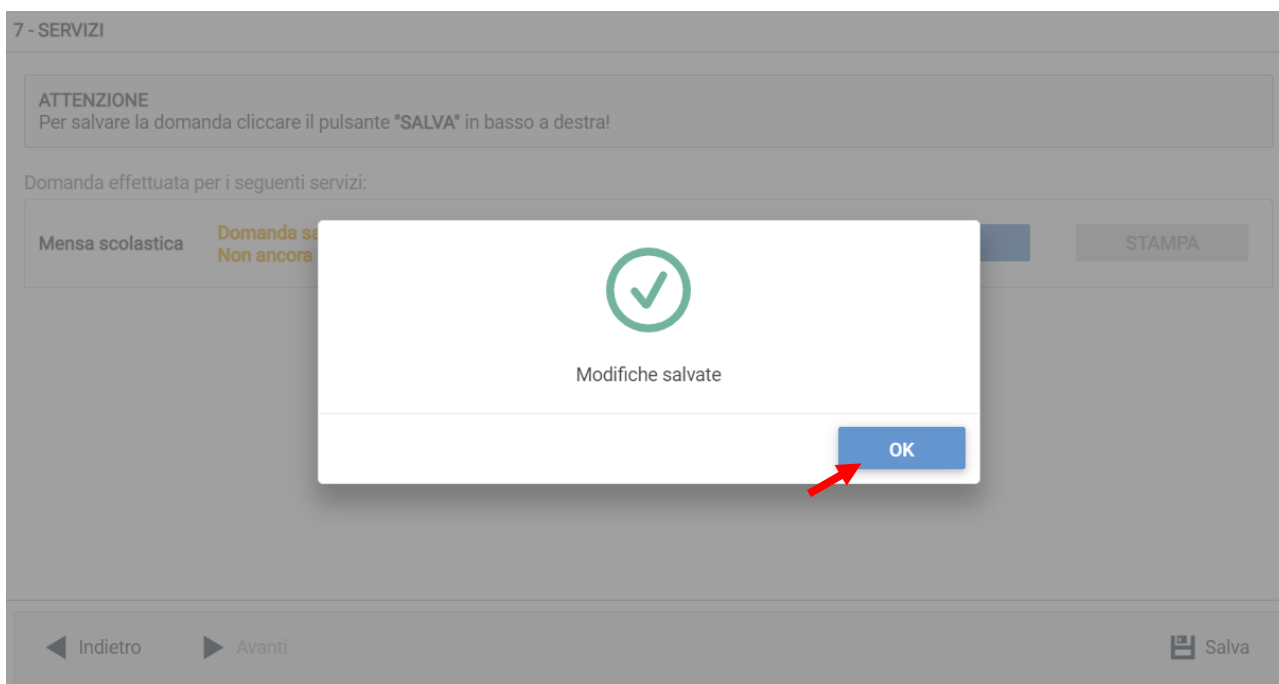 7 - SERVIZI
ATTENZIONE
Per salvare la domanda cliccare il pulsante "SALVA" in basso a destra!
Domanda effettuata per i seguenti servizi:
Mensa scolastica
Domanda
Non ancora
STAMPA
Modifiche salvate
OK
Indietro
Avanti
Salva